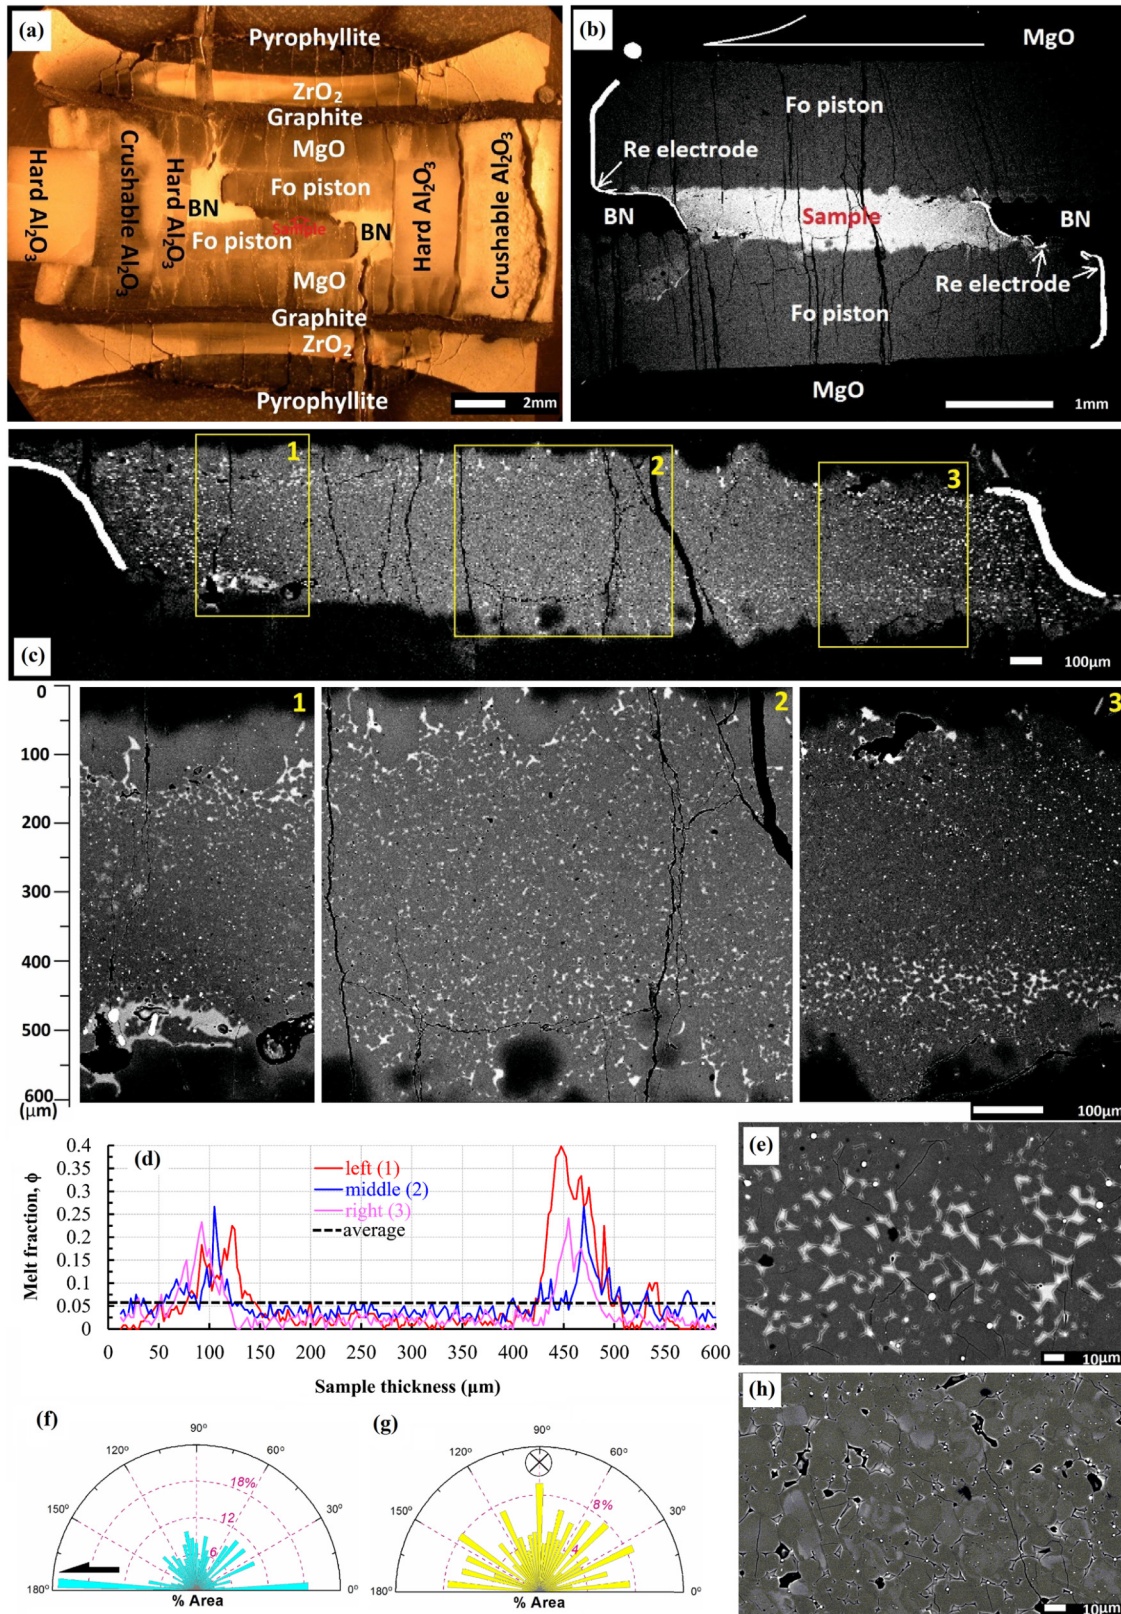 (a)
Pyrophyllite
ZrO₂
Graphite
MgO
Fo piston
Hard Al₂O₃
Crushable Al₂O₃
Hard Al₂O₃
BN
Sample
Fo piston
BN
Hard Al₂O₃
Crushable Al₂O₃
MgO
Graphite
ZrO₂
Pyrophyllite
2mm
(b)
MgO
Fo piston
Re electrode
BN
Sample
BN
Re electrode
Fo piston
MgO
1mm
1
2
3
(c)
100μm
0
100
200
300
400
500
600
(μm)
1
2
3
100μm
(d)
Melt fraction, ϕ
0.4
0.35
0.3
0.25
0.2
0.15
0.1
0.05
0
left (1)
middle (2)
right (3)
average
0 50 100 150 200 250 300 350 400 450 500 550 600
Sample thickness (μm)
(e)
10μm
(f)
90°
120° 60°
150° 30°
180° 0°
18%
12
6
% Area
(g)
90°
120° 60°
150° 30°
180° 0°
8%
4
% Area
(h)
10μm